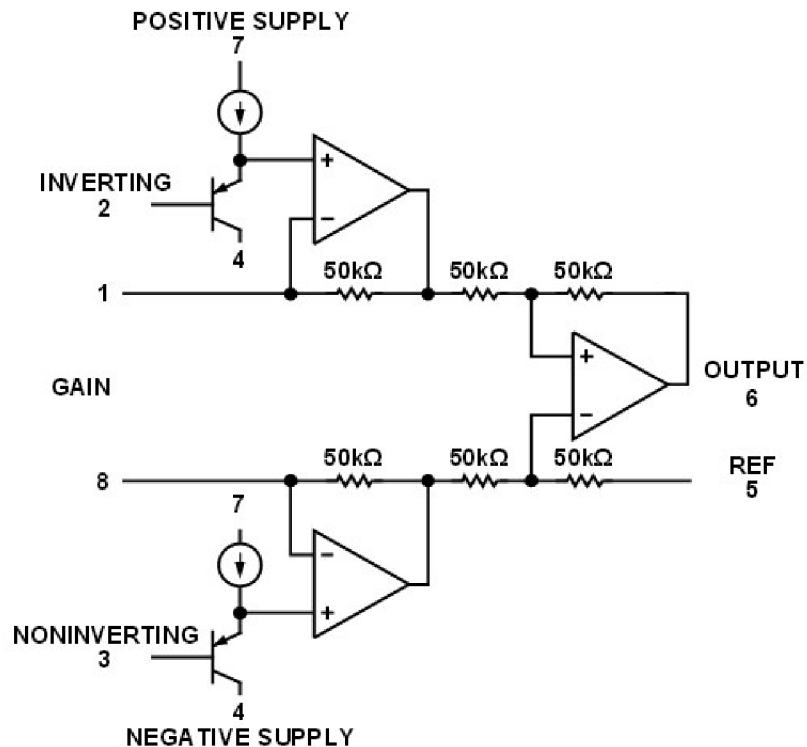 POSITIVE SUPPLY
7
+
INVERTING
2
−
4
50kΩ 50kΩ 50kΩ
1
+
OUTPUT
6
GAIN
−
50kΩ 50kΩ 50kΩ
REF
5
8
7
−
NONINVERTING
3
+
4
NEGATIVE SUPPLY